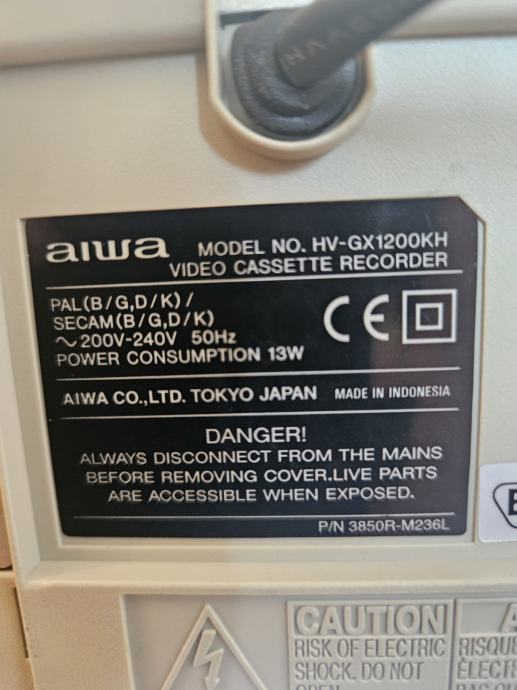 aiwa MODEL NO. HV-GX1200KH
VIDEO CASSETTE RECORDER
PAL(B/G,D/K)/
SECAM(B/G,D/K)
∼200V-240V 50Hz
POWER CONSUMPTION 13W
CE
AIWA CO.,LTD. TOKYO JAPAN MADE IN INDONESIA
DANGER!
ALWAYS DISCONNECT FROM THE MAINS
BEFORE REMOVING COVER.LIVE PARTS
ARE ACCESSIBLE WHEN EXPOSED.
P/N 3850R-M236L
CAUTION
RISK OF ELECTRIC
SHOCK. DO NOT
OPEN